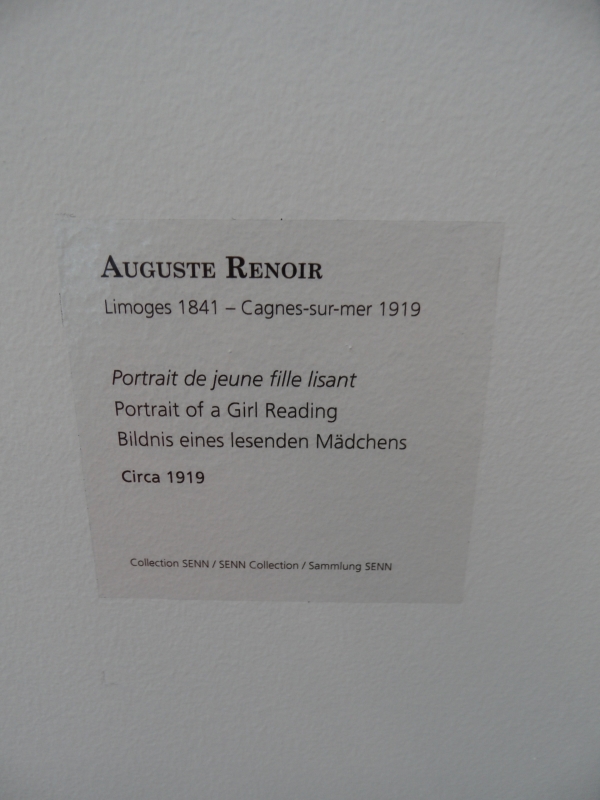 AUGUSTE RENOIR
Limoges 1841 – Cagnes-sur-mer 1919
Portrait de jeune fille lisant
Portrait of a Girl Reading
Bildnis eines lesenden Mädchens
Circa 1919
Collection SENN / SENN Collection / Sammlung SENN